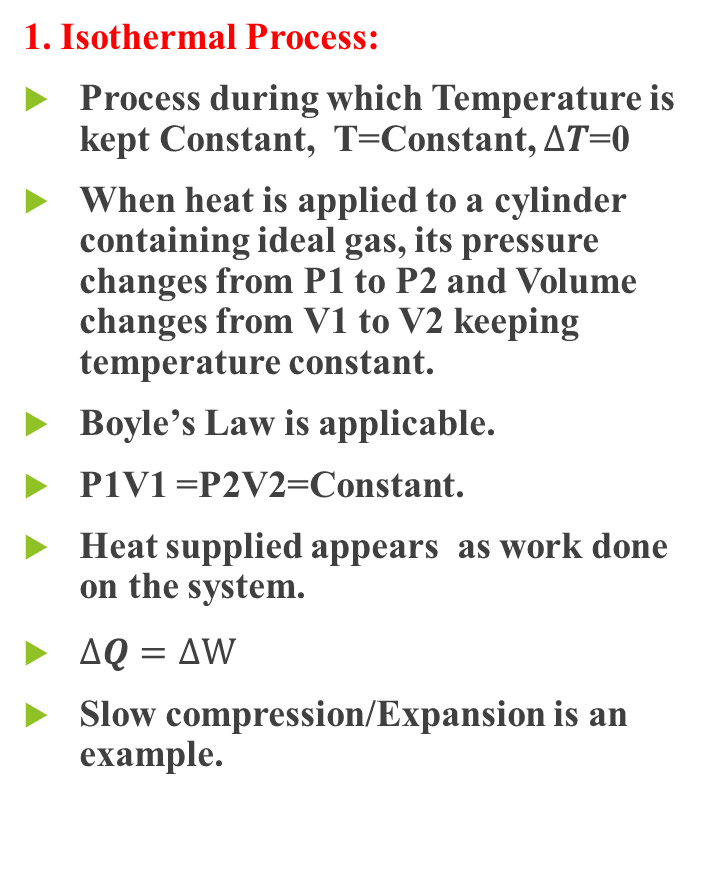 1. Isothermal Process:
Process during which Temperature is
kept Constant,  T=Constant, ∆T=0
When heat is applied to a cylinder
containing ideal gas, its pressure
changes from P1 to P2 and Volume
changes from V1 to V2 keeping
temperature constant.
Boyle’s Law is applicable.
P1V1 =P2V2=Constant.
Heat supplied appears  as work done
on the system.
∆Q = ∆W
Slow compression/Expansion is an
example.